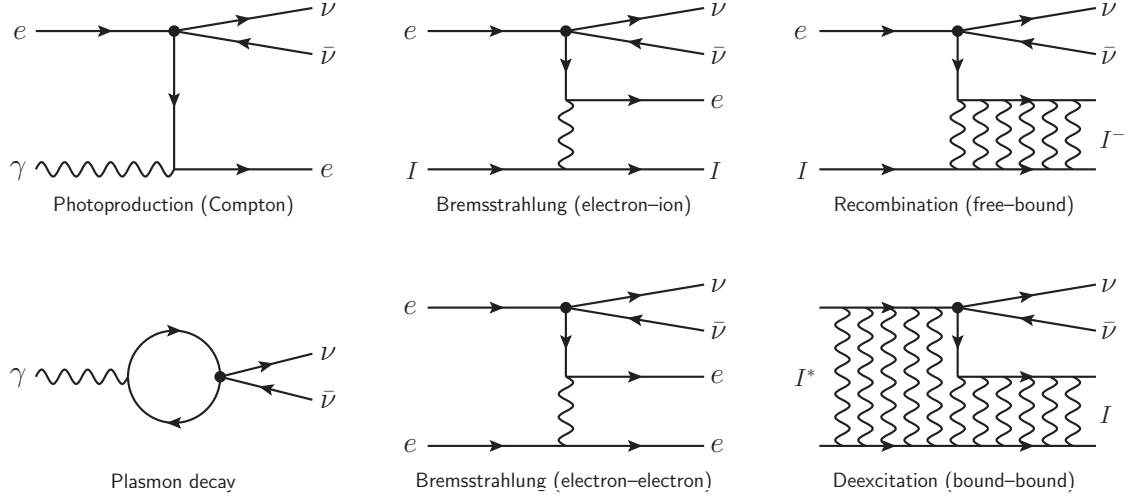 e ν e ν e ν
ν̄ ν̄ ν̄
e
γ e I I I I⁻
Photoproduction (Compton) Bremsstrahlung (electron–ion) Recombination (free–bound)
e ν ν
ν̄ ν̄
γ ν e I*
ν̄ I
e e
Plasmon decay Bremsstrahlung (electron–electron) Deexcitation (bound–bound)